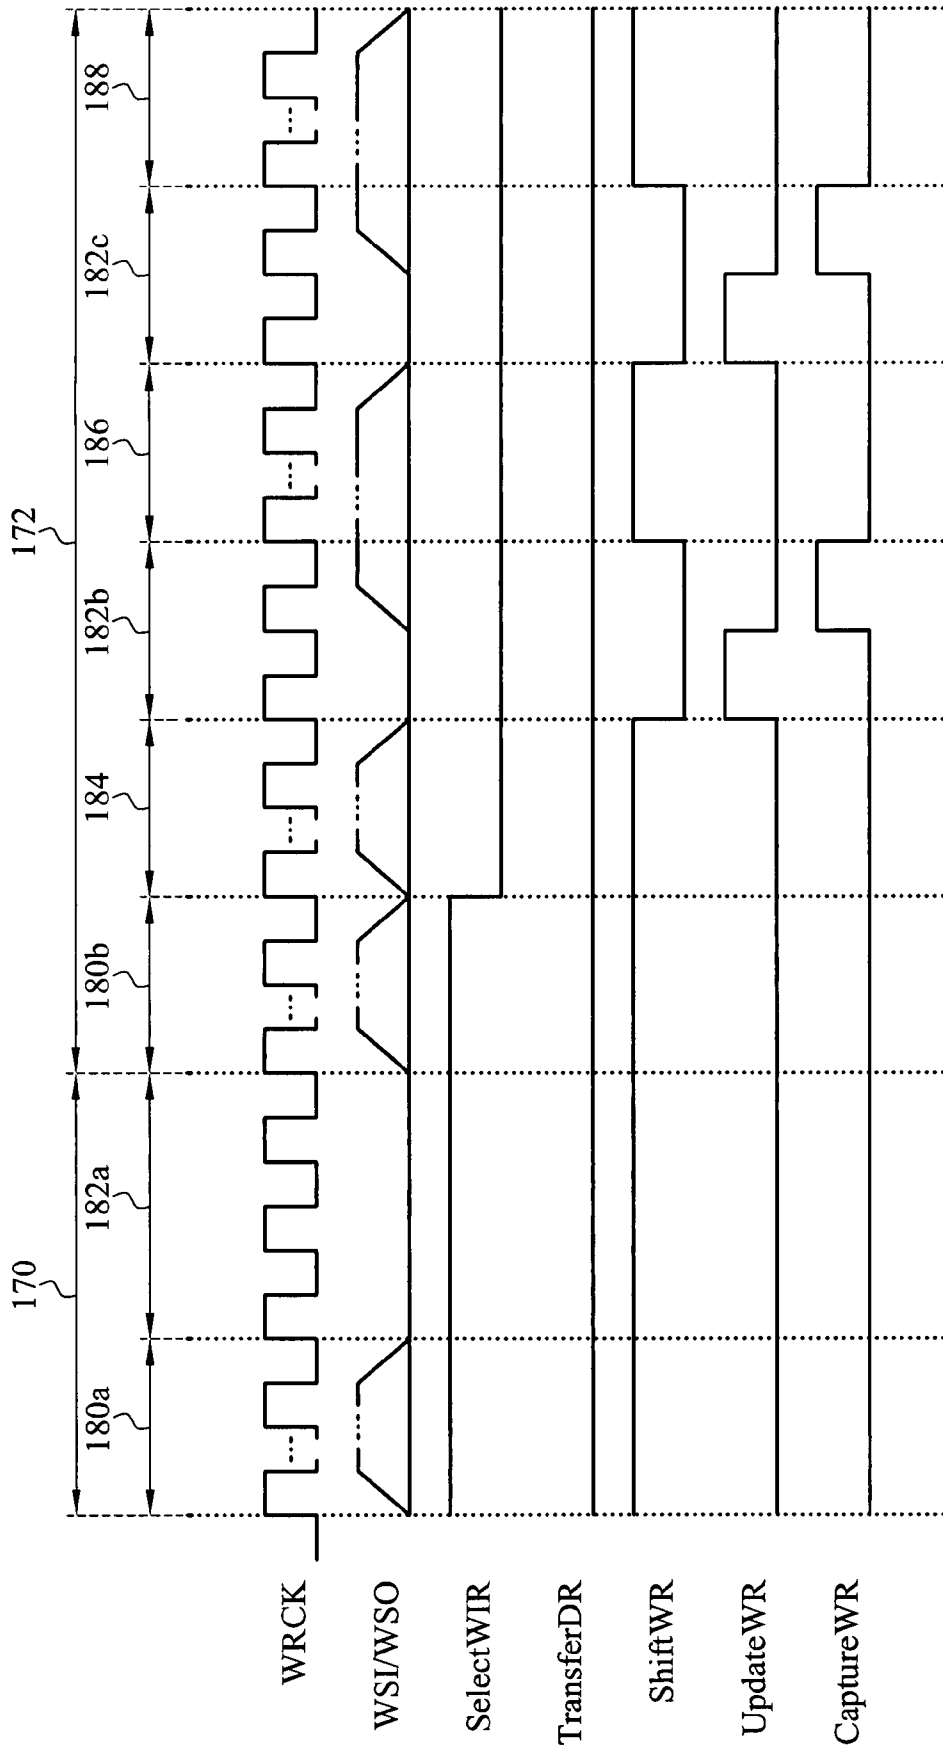 170
172
180a
182a
180b
184
182b
186
182c
188
WRCK
WSI/WSO
SelectWIR
TransferDR
ShiftWR
UpdateWR
CaptureWR